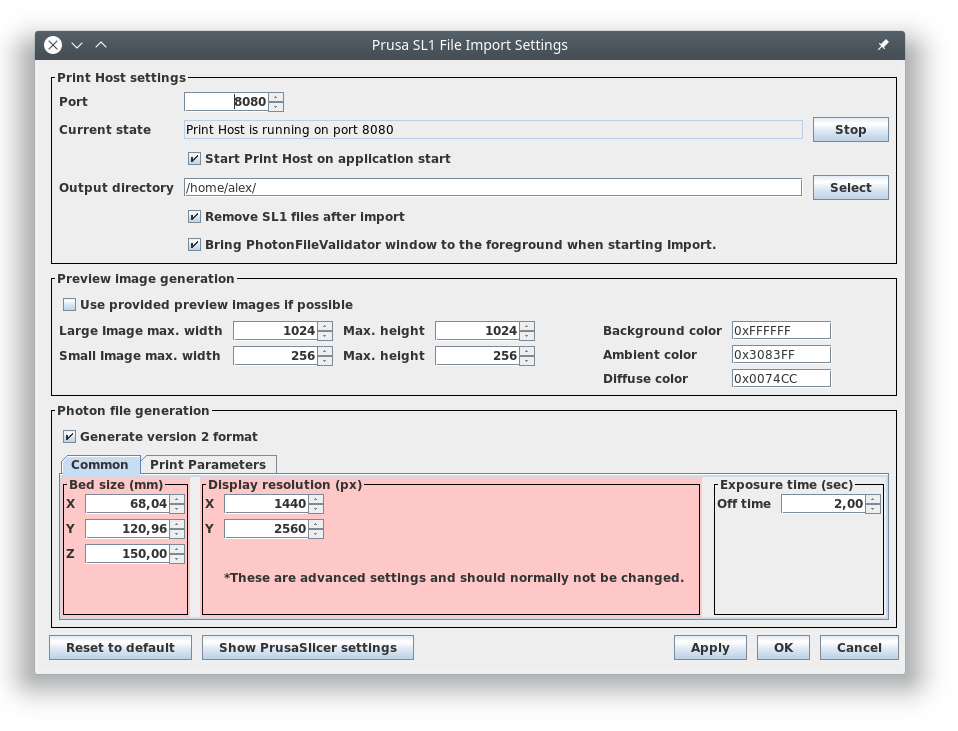 Prusa SL1 File Import Settings
Print Host settings
Port 8080
Current state Print Host is running on port 8080 Stop
Start Print Host on application start
Output directory /home/alex/ Select
Remove SL1 files after import
Bring PhotonFileValidator window to the foreground when starting Import.
Preview image generation
Use provided preview images if possible
Large Image max. width 1024 Max. height 1024 Background color 0xFFFFFF
Small Image max. width 256 Max. height 256 Ambient color 0x3083FF
Diffuse color 0x0074CC
Photon file generation
Generate version 2 format
Common Print Parameters
Bed size (mm) Display resolution (px) Exposure time (sec)
X 68,04 X 1440 Off time 2,00
Y 120,96 Y 2560
Z 150,00
*These are advanced settings and should normally not be changed.
Reset to default Show PrusaSlicer settings Apply OK Cancel